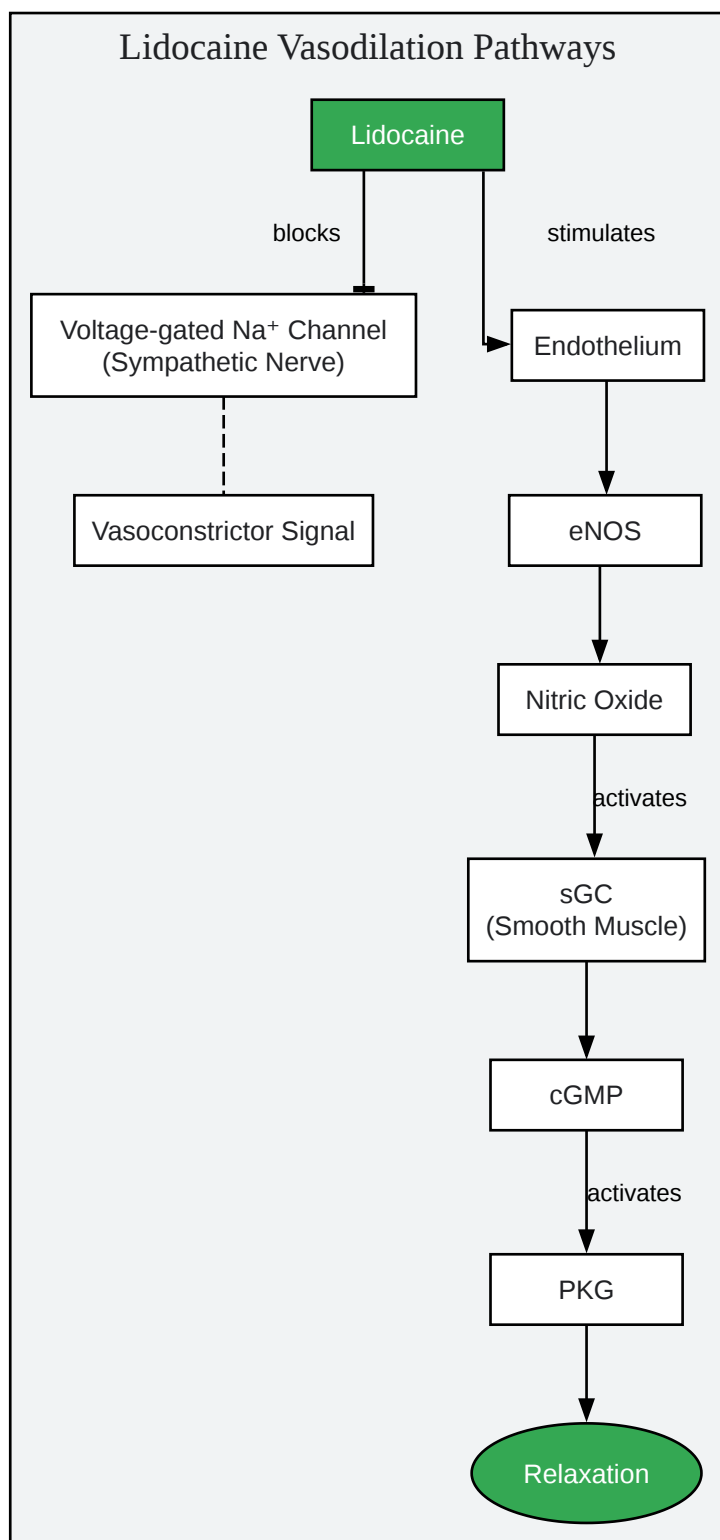 Lidocaine Vasodilation Pathways
Lidocaine
blocks
stimulates
Voltage-gated Na⁺ Channel
(Sympathetic Nerve)
Endothelium
Vasoconstrictor Signal
eNOS
Nitric Oxide
activates
sGC
(Smooth Muscle)
cGMP
activates
PKG
Relaxation